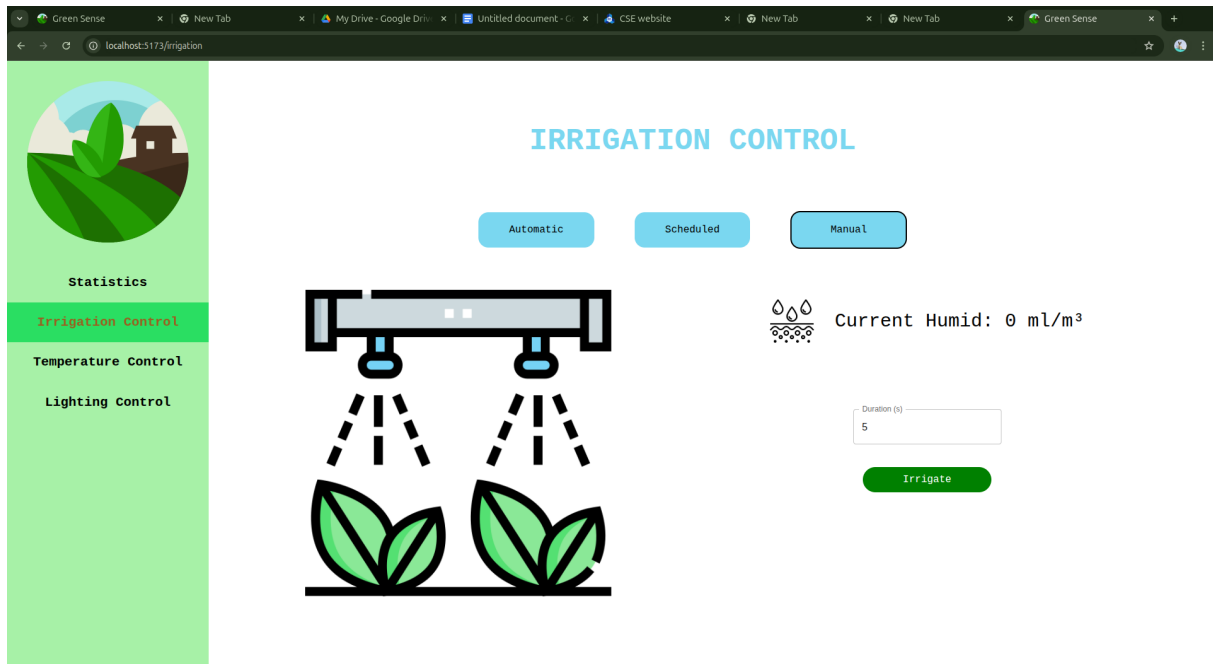 Green Sense
New Tab
My Drive - Google Driv
Untitled document - G
CSE website
New Tab
New Tab
Green Sense
localhost:5173/irrigation
IRRIGATION CONTROL
Automatic
Scheduled
Manual
Statistics
Irrigation Control
Temperature Control
Lighting Control
Current Humid: 0 ml/m³
Duration (s)
5
Irrigate